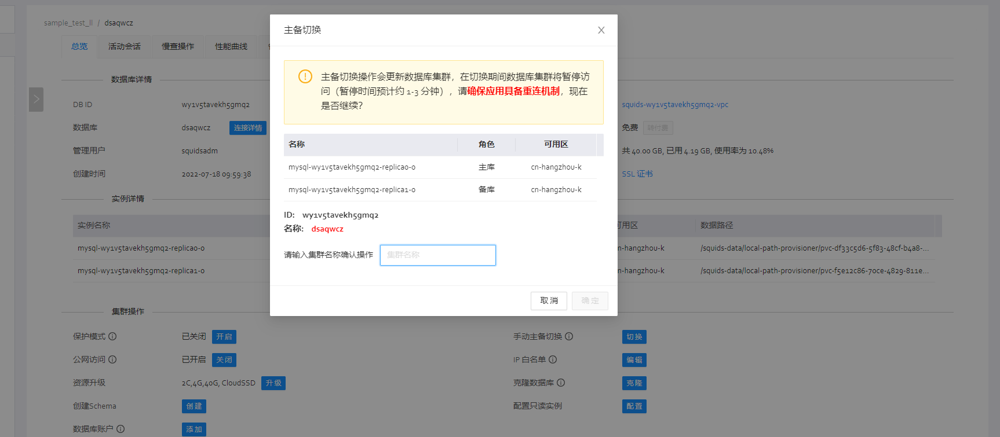 sample_test_ll / dsaqwcz
主备切换
X
总览 活动会话 慢查操作 性能曲线
主备切换操作会更新数据库集群，在切换期间数据库集群将暂停访
问（暂停时间预计约 1-3 分钟），请确保应用具备重连机制，现在
是否继续？
数据库详情
DB ID wy1v5tavekh5gmq2
squids-wy1v5tavekh5gmq2-vpc
数据库 dsaqwcz 连接详情
免费 转付费
管理用户 squidsadm
共 40.00 GB, 已用 4.19 GB, 使用率为 10.48%
创建时间 2022-07-18 09:59:38
SSL 证书
名称 角色 可用区
mysql-wy1v5tavekh5gmq2-replica0-0 主库 cn-hangzhou-k
mysql-wy1v5tavekh5gmq2-replica1-0 备库 cn-hangzhou-k
ID: wy1v5tavekh5gmq2
名称: dsaqwcz
请输入集群名称确认操作 集群名称
取 消 确 定
实例详情
实例名称 可用区 数据路径
mysql-wy1v5tavekh5gmq2-replica0-0 cn-hangzhou-k /squids-data/local-path-provisioner/pvc-df33c5d6-5f83-48cf-b4a8-...
mysql-wy1v5tavekh5gmq2-replica1-0 cn-hangzhou-k /squids-data/local-path-provisioner/pvc-f5e12c86-70ce-4829-811e...
集群操作
保护模式 已关闭 开启 手动主备切换 切换
公网访问 已开启 关闭 IP 白名单 编辑
资源升级 2C,4G,40G, CloudSSD 升级 克隆数据库 克隆
创建Schema 创建 配置只读实例 配置
数据库账户 添加